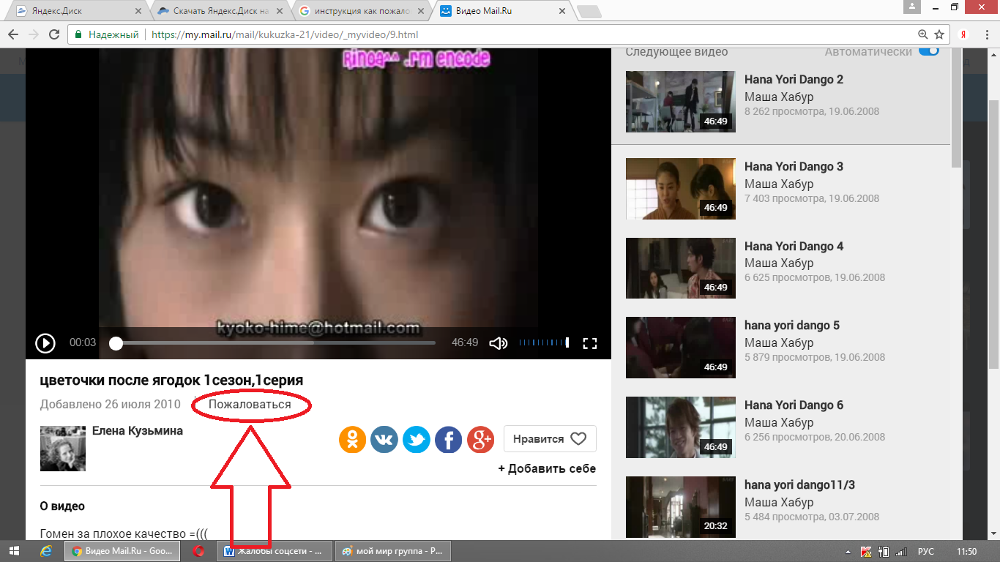 Яндекс.Диск
Скачать Яндекс.Диск на
инструкция как пожало
Видео Mail.Ru
Надежный
https://my.mail.ru/mail/kukuzka-21/video/_myvideo/9.html
Rinoa^^ .rm encode
kyoko-hime@hotmail.com
00:03
46:49
цветочки после ягодок 1сезон,1серия
Добавлено 26 июля 2010
Пожаловаться
Елена Кузьмина
Нравится
+ Добавить себе
О видео
Гомен за плохое качество =(((
Следующее видео
Автоматически
Hana Yori Dango 2
Маша Хабур
8 262 просмотра, 19.06.2008
46:49
Hana Yori Dango 3
Маша Хабур
7 403 просмотра, 19.06.2008
46:49
Hana Yori Dango 4
Маша Хабур
6 625 просмотров, 19.06.2008
46:49
hana yori dango 5
Маша Хабур
5 879 просмотров, 19.06.2008
46:49
Hana Yori Dango 6
Маша Хабур
6 256 просмотров, 20.06.2008
46:49
hana yori dango11/3
Маша Хабур
5 484 просмотра, 03.07.2008
20:32
Видео Mail.Ru - Goo...
Жалобы соцсети - ...
мой мир группа - P...
РУС
11:50